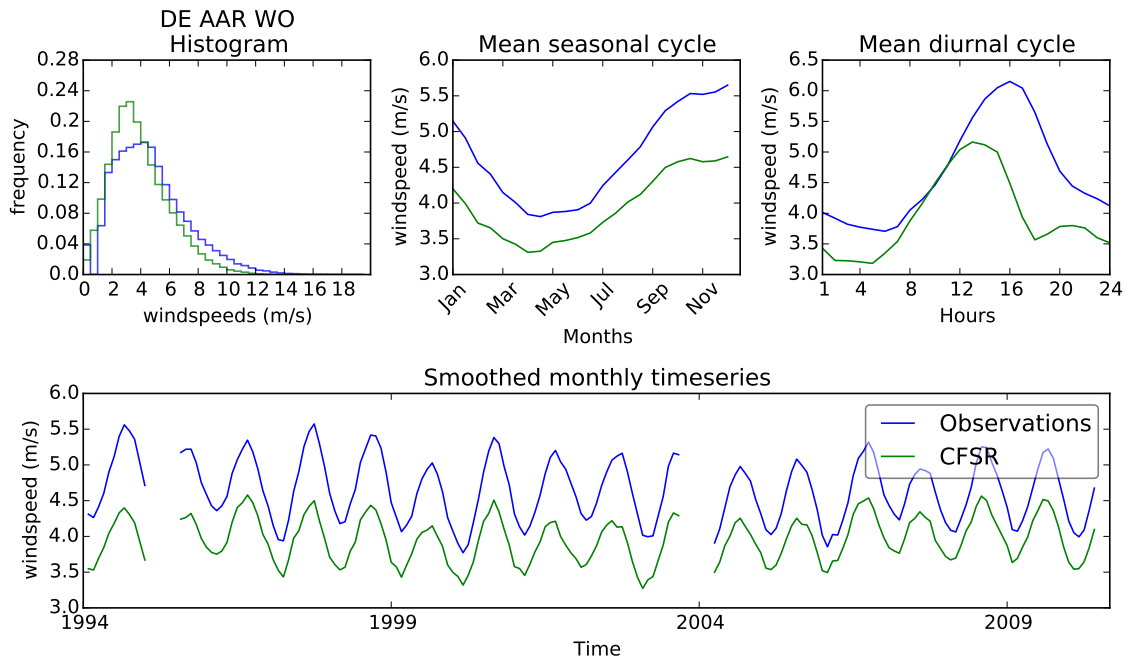 DE AAR WO
Histogram
0.28
0.24
0.2
0.16
0.12
0.08
0.04
0.0
frequency
0 2 4 6 8 10 12 14 16 18
windspeeds (m/s)
Mean seasonal cycle
6.0
5.5
5.0
4.5
4.0
3.5
3.0
windspeed (m/s)
Jan Mar May Jul Sep Nov
Months
Mean diurnal cycle
6.5
6.0
5.5
5.0
4.5
4.0
3.5
3.0
windspeed (m/s)
1 4 8 12 16 20 24
Hours
Smoothed monthly timeseries
6.0
5.5
5.0
4.5
4.0
3.5
3.0
windspeed (m/s)
Observations
CFSR
1994 1999 2004 2009
Time